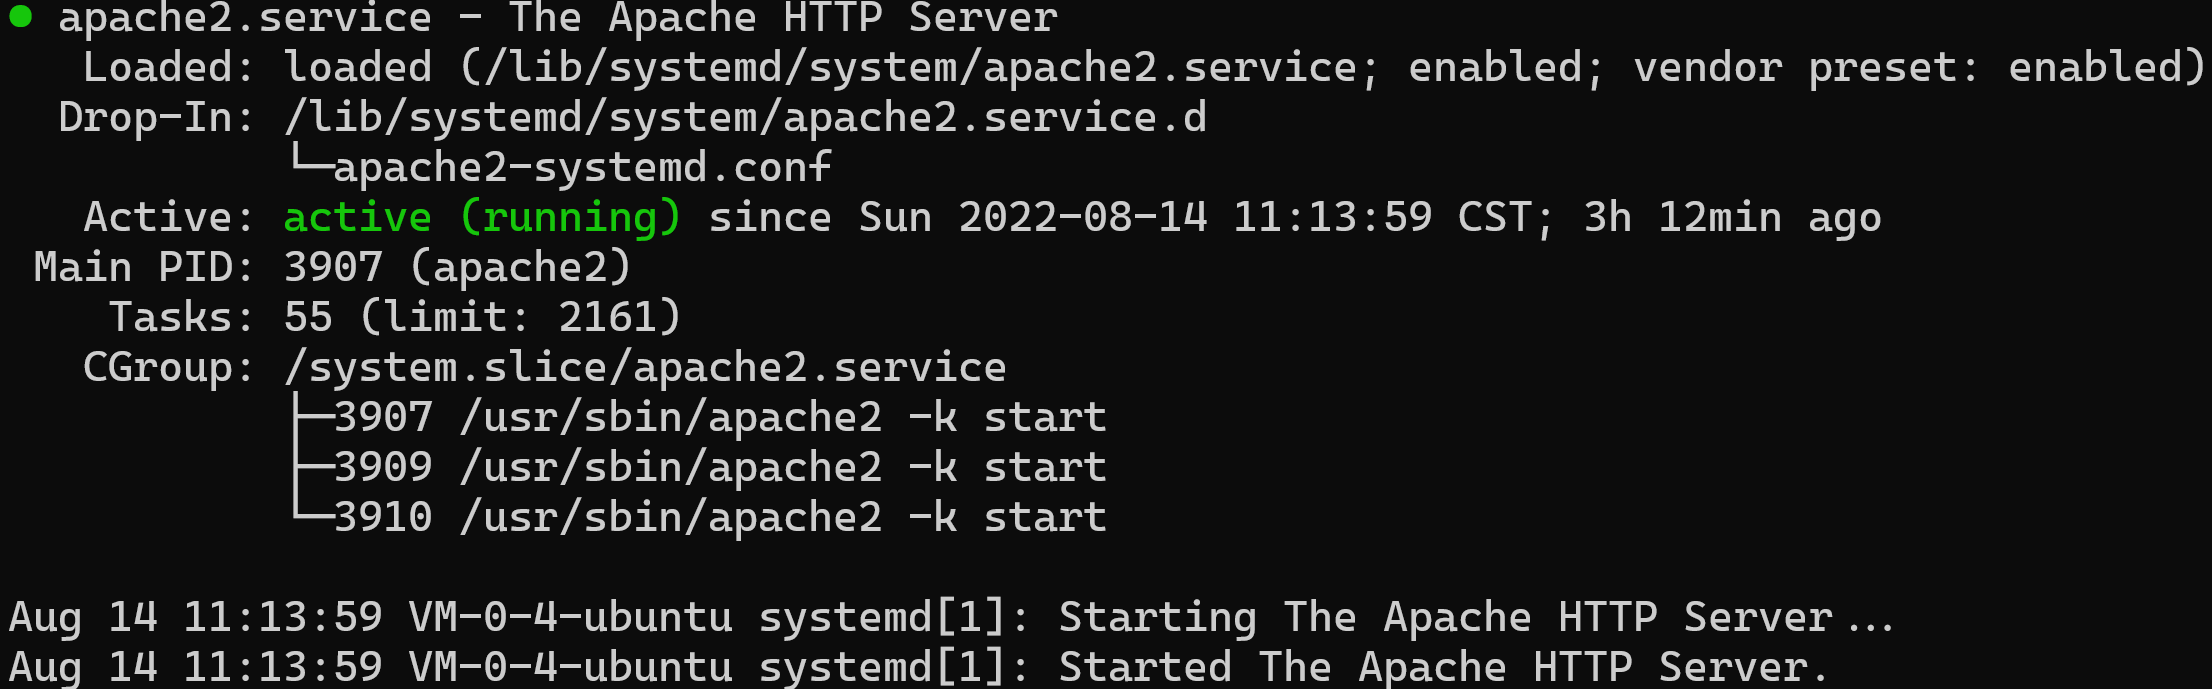 ● apache2.service - The Apache HTTP Server
   Loaded: loaded (/lib/systemd/system/apache2.service; enabled; vendor preset: enabled)
  Drop-In: /lib/systemd/system/apache2.service.d
           └─apache2-systemd.conf
   Active: active (running) since Sun 2022-08-14 11:13:59 CST; 3h 12min ago
 Main PID: 3907 (apache2)
    Tasks: 55 (limit: 2161)
   CGroup: /system.slice/apache2.service
           ├─3907 /usr/sbin/apache2 -k start
           ├─3909 /usr/sbin/apache2 -k start
           └─3910 /usr/sbin/apache2 -k start

Aug 14 11:13:59 VM-0-4-ubuntu systemd[1]: Starting The Apache HTTP Server...
Aug 14 11:13:59 VM-0-4-ubuntu systemd[1]: Started The Apache HTTP Server.